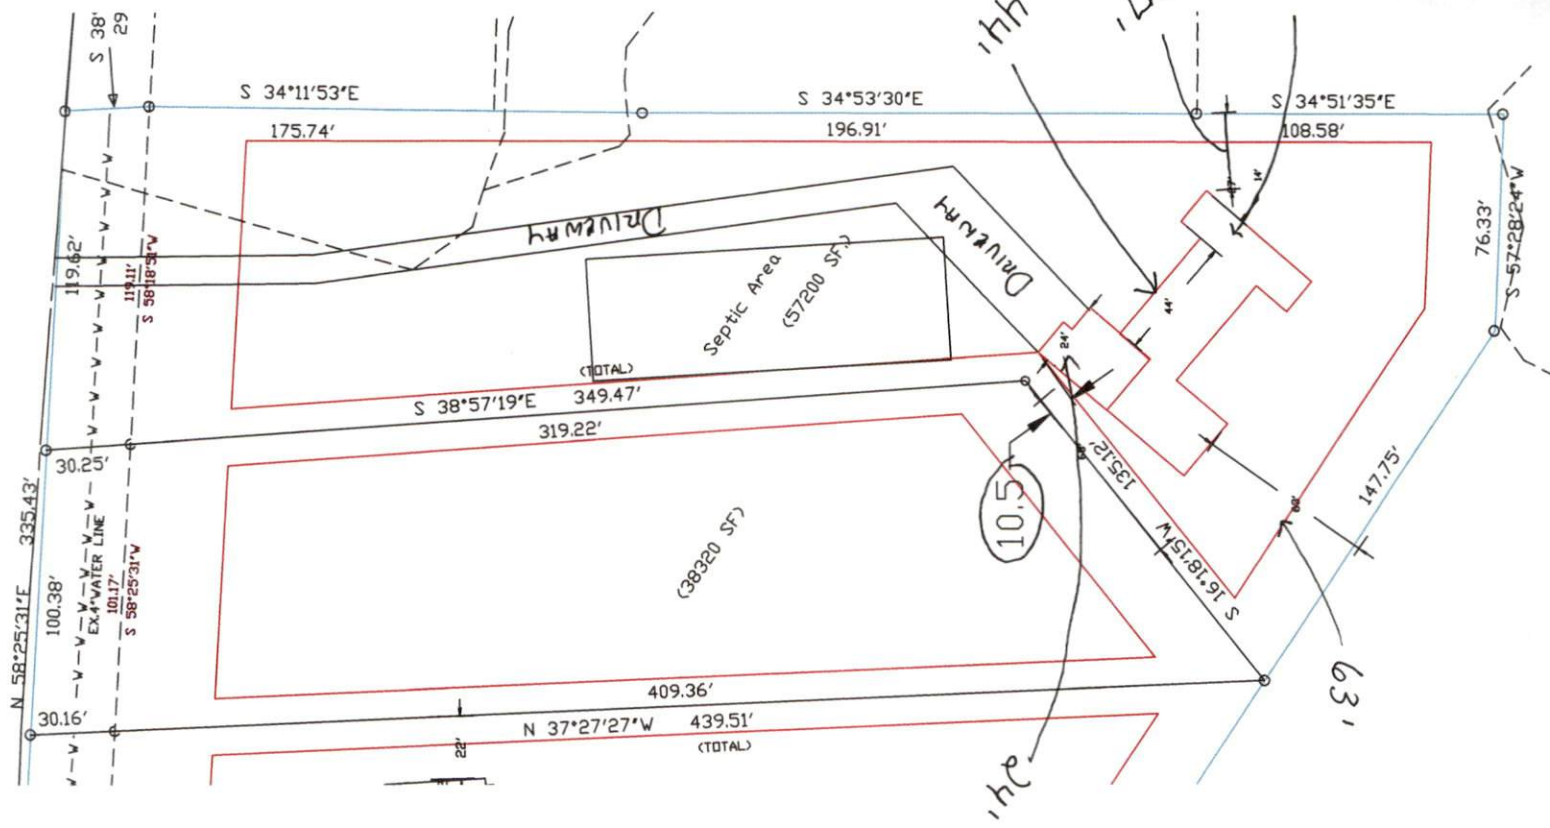 S 38°
29
S 34°11'53"E
175.74'
S 34°53'30"E
196.91'
S 34°51'35"E
108.58'
44'
14'
76.33'
S 57°28'24"W
DRIVEWAY
DRIVEWAY
119.62'
119.11'
S 58°18'51"W
Septic Area
(57200 SF.)
44'
24'
(TOTAL)
S 38°57'19"E 349.47'
319.22'
30.25'
335.43'
N 58°25'31"E
EX.4"WATER LINE
101.17'
S 58°25'31"W
100.38'
(38320 SF)
10.5
135.12'
S 16°18'15"W
147.75'
63'
24'
30.16'
409.36'
N 37°27'27"W 439.51'
(TOTAL)
22'
W W W W W W W W W W W W W W W W